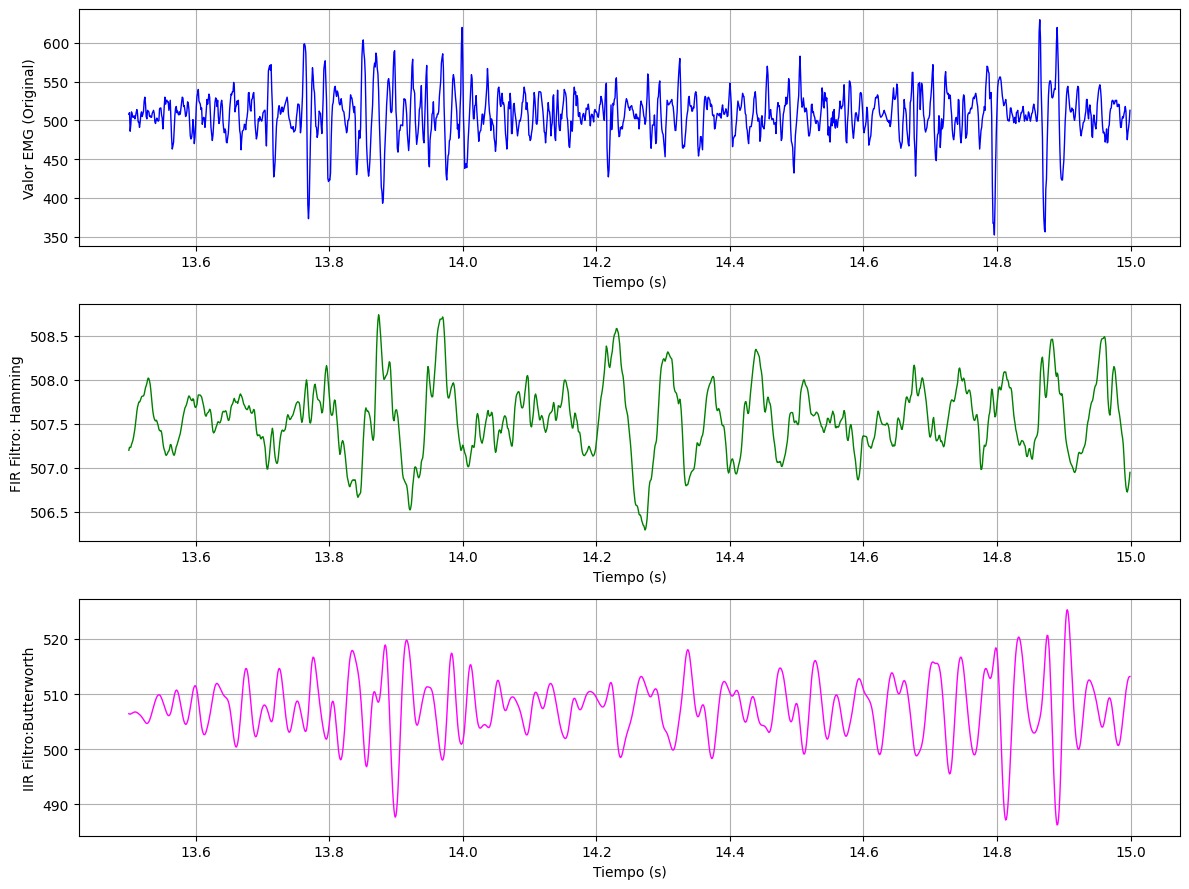 Valor EMG (Original)
600
550
500
450
400
350
13.6 13.8 14.0 14.2 14.4 14.6 14.8 15.0
Tiempo (s)
FIR Filtro: Hamming
508.5
508.0
507.5
507.0
506.5
13.6 13.8 14.0 14.2 14.4 14.6 14.8 15.0
Tiempo (s)
IIR Filtro:Butterworth
520
510
500
490
13.6 13.8 14.0 14.2 14.4 14.6 14.8 15.0
Tiempo (s)